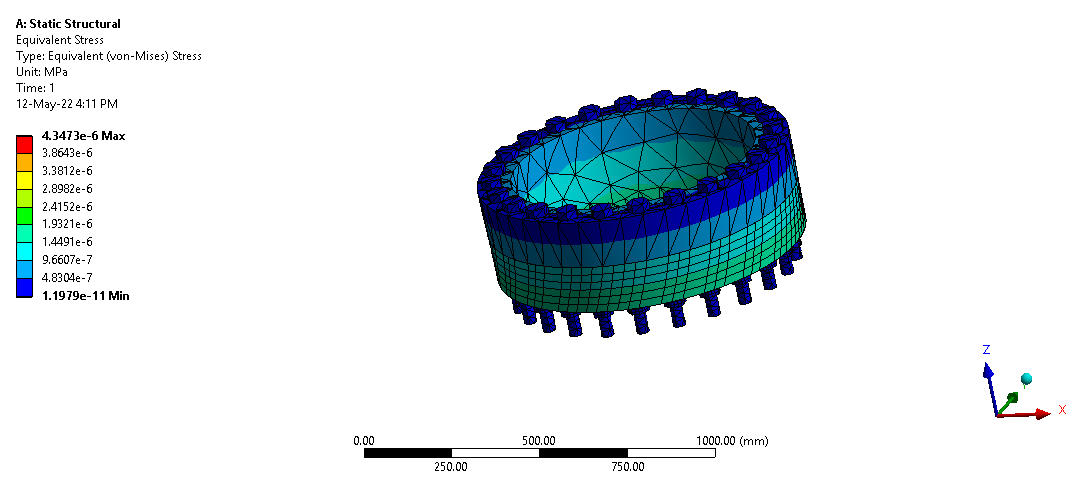 A: Static Structural
Equivalent Stress
Type: Equivalent (von-Mises) Stress
Unit: MPa
Time: 1
12-May-22 4:11 PM
4.3473e-6 Max
3.8643e-6
3.3812e-6
2.8982e-6
2.4152e-6
1.9321e-6
1.4491e-6
9.6607e-7
4.8304e-7
1.1979e-11 Min
Z
X
0.00 500.00 1000.00 (mm)
250.00 750.00